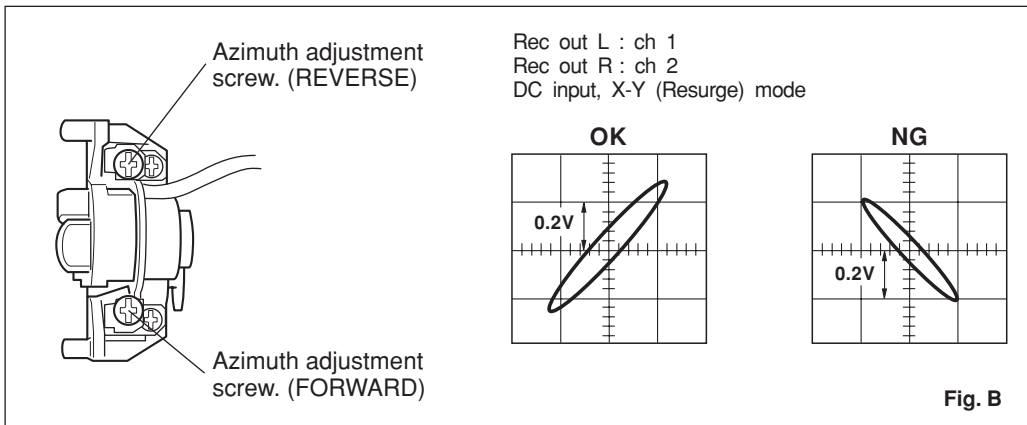 Azimuth adjustment
screw. (REVERSE)
Rec out L : ch 1
Rec out R : ch 2
DC input, X-Y (Resurge) mode
OK
NG
0.2V
0.2V
Azimuth adjustment
screw. (FORWARD)
Fig. B